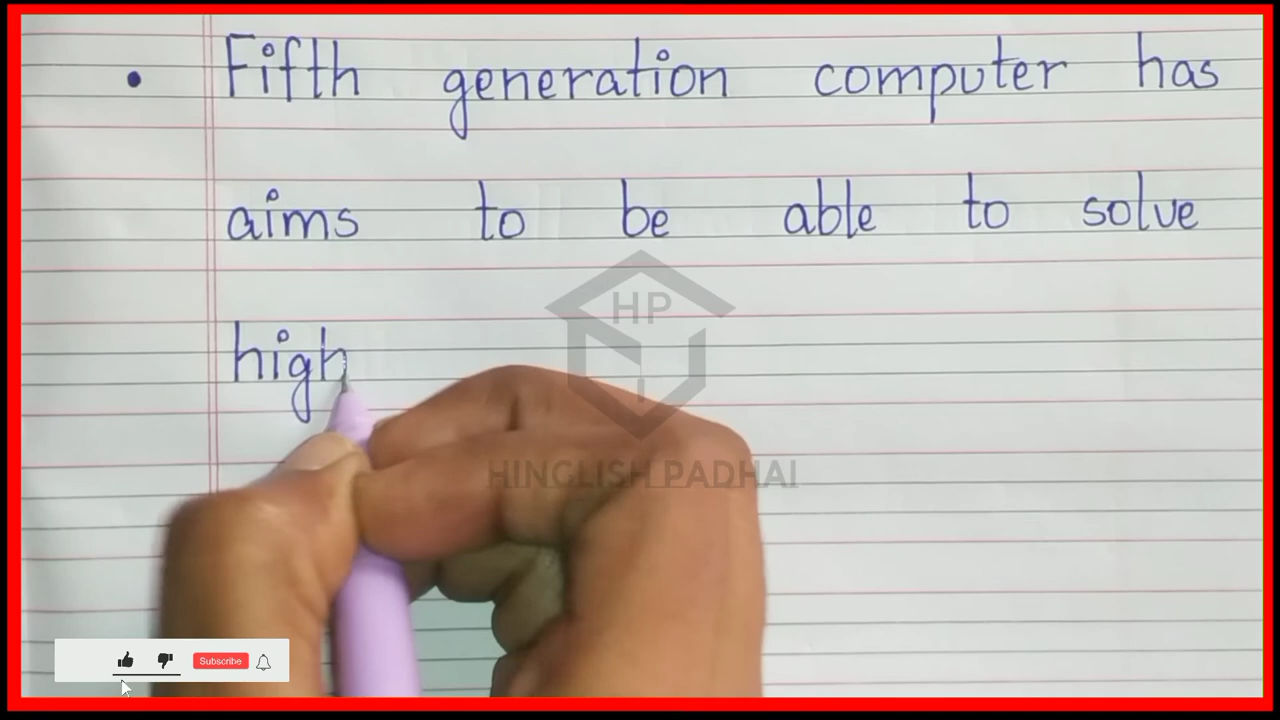 • Fifth generation computer has
aims to be able to solve
high
HP
I
HINGLISH PADHAI
Subscribe